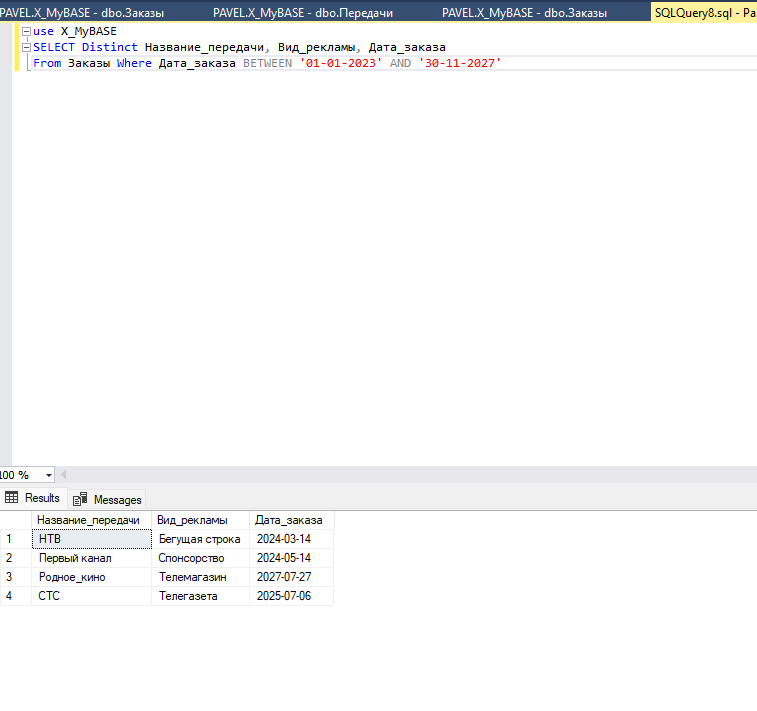 PAVEL.X_MyBASE - dbo.Заказы PAVEL.X_MyBASE - dbo.Передачи PAVEL.X_MyBASE - dbo.Заказы SQLQuery8.sql - Pa
use X_MyBASE
SELECT Distinct Название_передачи, Вид_рекламы, Дата_заказа
From Заказы Where Дата_заказа BETWEEN '01-01-2023' AND '30-11-2027'
100 %
Results Messages
Название_передачи Вид_рекламы Дата_заказа
1 НТВ Бегущая строка 2024-03-14
2 Первый канал Спонсорство 2024-05-14
3 Родное_кино Телемагазин 2027-07-27
4 СТС Телегазета 2025-07-06